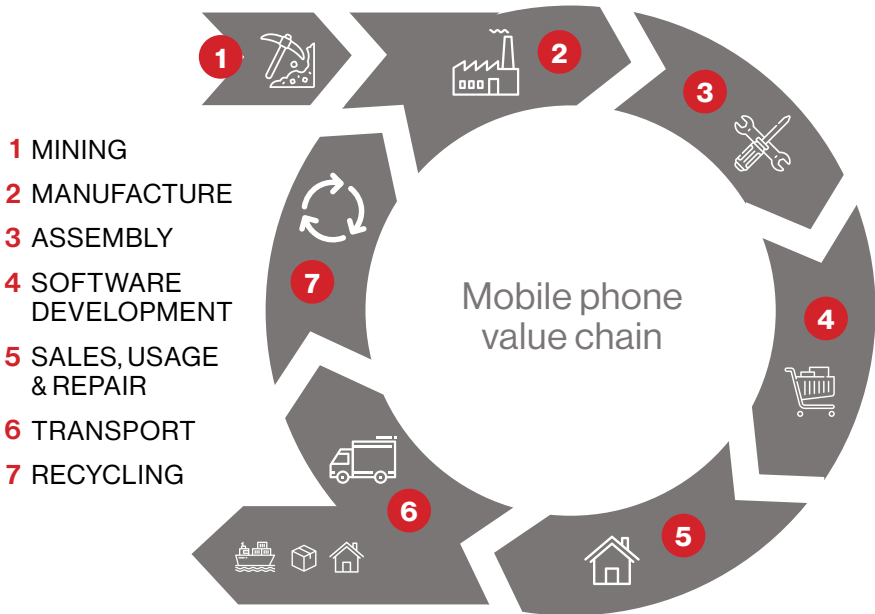 1
2
3
1 MINING
2 MANUFACTURE
3 ASSEMBLY
4 SOFTWARE
DEVELOPMENT
5 SALES, USAGE
& REPAIR
6 TRANSPORT
7 RECYCLING
7
Mobile phone
value chain
4
6
5